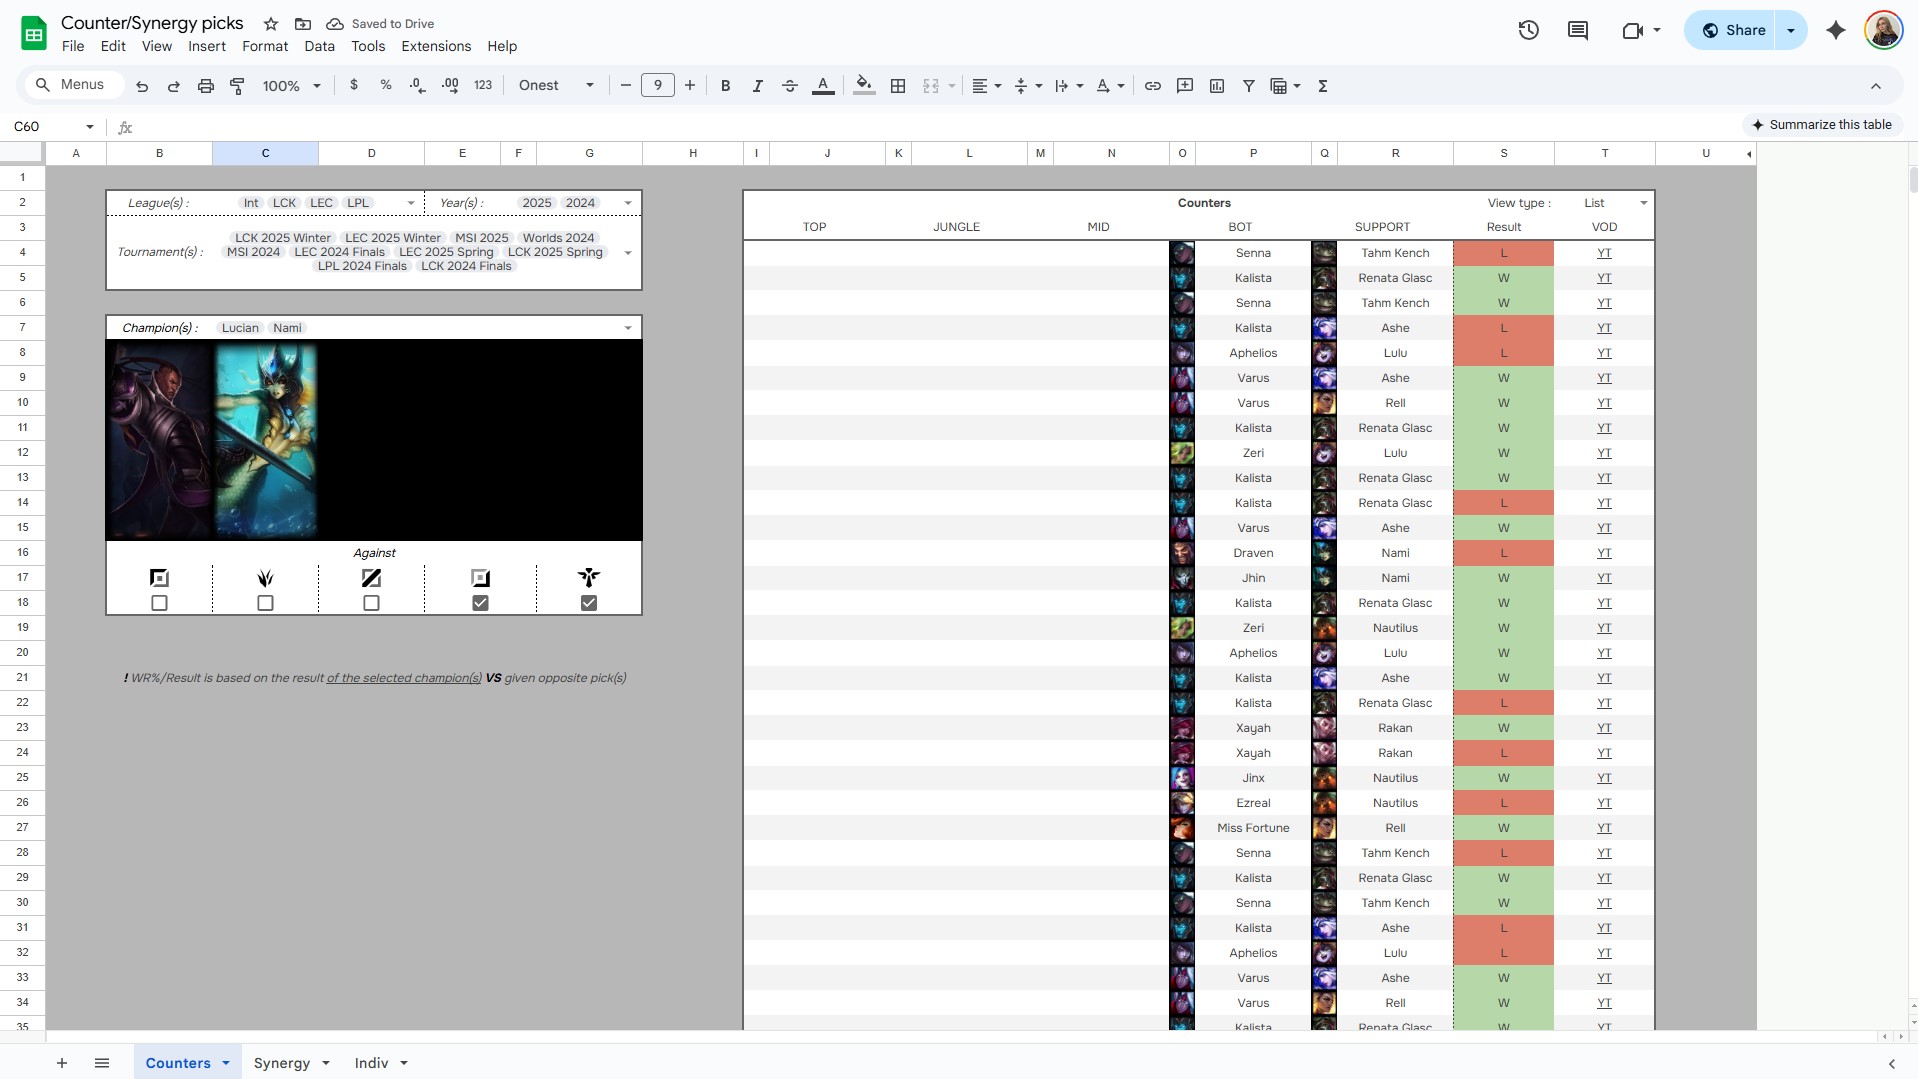 Counter/Synergy picks
Saved to Drive
File Edit View Insert Format Data Tools Extensions Help
Share
Menus 100% $ % .0 .00 123 Onest 9 B I A Σ
C60 fx Summarize this table
A B C D E F G H I J K L M N O P Q R S T U
1
2 League(s) : Int LCK LEC LPL Year(s) : 2025 2024 Counters View type : List
3 LCK 2025 Winter LEC 2025 Winter MSI 2025 Worlds 2024 TOP JUNGLE MID BOT SUPPORT Result VOD
4 Tournament(s) : MSI 2024 LEC 2024 Finals LEC 2025 Spring LCK 2025 Spring Senna Tahm Kench L YT
5 LPL 2024 Finals LCK 2024 Finals Kalista Renata Glasc W YT
6 Senna Tahm Kench W YT
7 Champion(s) : Lucian Nami Kalista Ashe L YT
8 Aphelios Lulu L YT
9 Varus Ashe W YT
10 Varus Rell W YT
11 Kalista Renata Glasc W YT
12 Zeri Lulu W YT
13 Kalista Renata Glasc W YT
14 Kalista Renata Glasc L YT
15 Varus Ashe W YT
16 Against Draven Nami L YT
17 Jhin Nami W YT
18 Kalista Renata Glasc W YT
19 Zeri Nautilus W YT
20 Aphelios Lulu W YT
21 ! WR%/Result is based on the result of the selected champion(s) VS given opposite pick(s) Kalista Ashe W YT
22 Kalista Renata Glasc L YT
23 Xayah Rakan W YT
24 Xayah Rakan L YT
25 Jinx Nautilus W YT
26 Ezreal Nautilus L YT
27 Miss Fortune Rell W YT
28 Senna Tahm Kench L YT
29 Kalista Renata Glasc W YT
30 Senna Tahm Kench W YT
31 Kalista Ashe L YT
32 Aphelios Lulu L YT
33 Varus Ashe W YT
34 Varus Rell W YT
35 Kalista Renata Glasc W YT
Counters Synergy Indiv